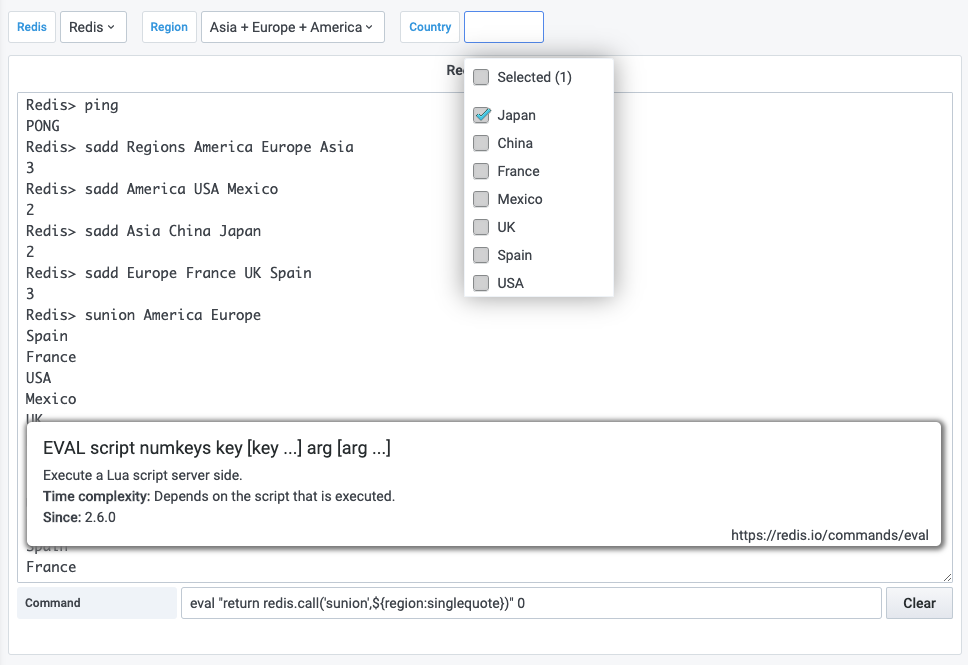 Redis Redis Region Asia + Europe + America Country
Selected (1)
Japan
China
France
Mexico
UK
Spain
USA
Redis> ping
PONG
Redis> sadd Regions America Europe Asia
3
Redis> sadd America USA Mexico
2
Redis> sadd Asia China Japan
2
Redis> sadd Europe France UK Spain
3
Redis> sunion America Europe
Spain
France
USA
Mexico
UK
EVAL script numkeys key [key ...] arg [arg ...]
Execute a Lua script server side.
Time complexity: Depends on the script that is executed.
Since: 2.6.0
https://redis.io/commands/eval
Spain
France
Command eval "return redis.call('sunion',${region:singlequote})" 0 Clear